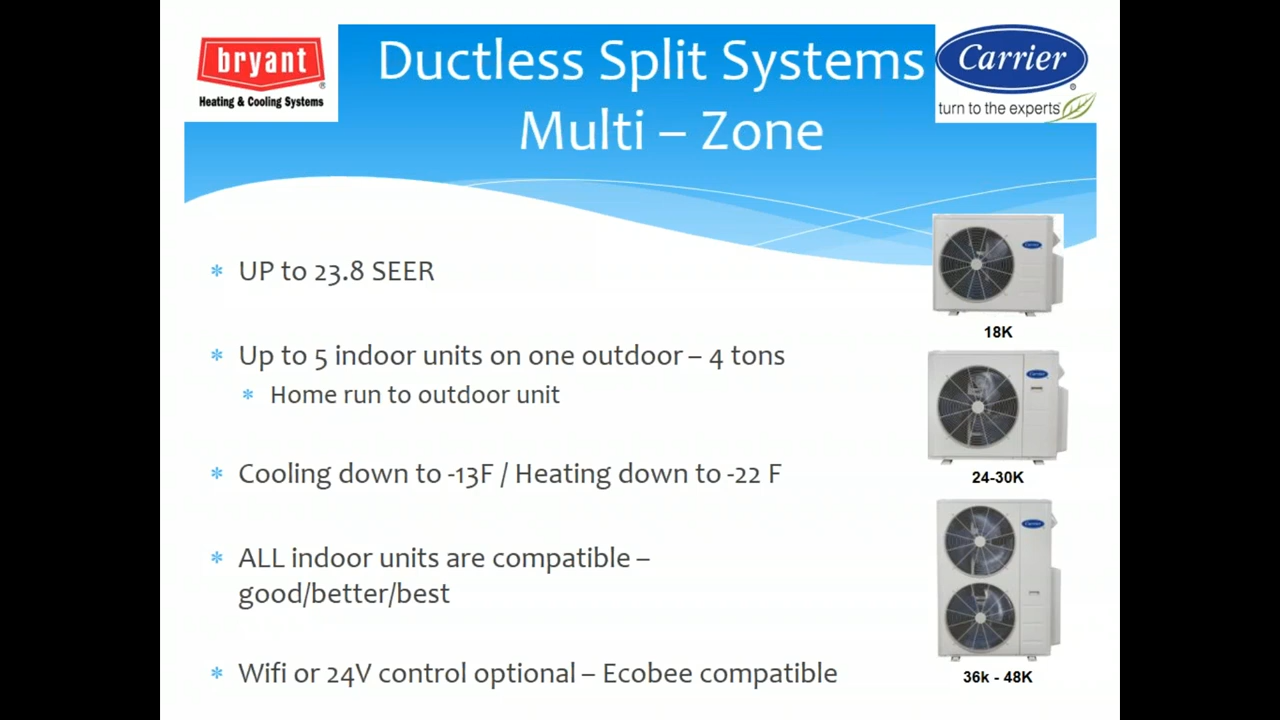 bryant
Heating & Cooling Systems
Ductless Split Systems
Multi – Zone
Carrier
turn to the experts
* UP to 23.8 SEER
* Up to 5 indoor units on one outdoor – 4 tons
* Home run to outdoor unit
* Cooling down to -13F / Heating down to -22 F
* ALL indoor units are compatible –
good/better/best
* Wifi or 24V control optional – Ecobee compatible
Carrier
18K
Carrier
24-30K
Carrier
36k - 48K